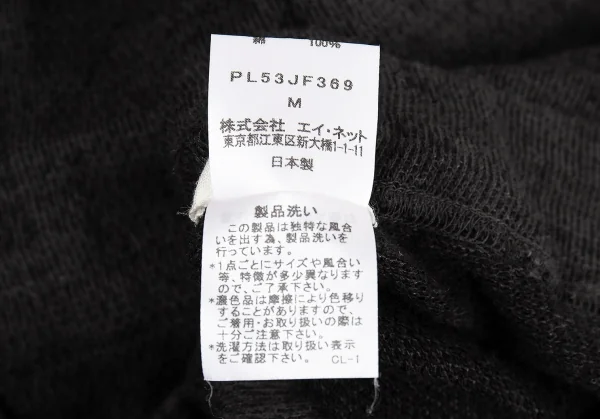 綿 100%
PL53JF369
M
株式会社 エイ・ネット
東京都江東区新大橋1-1-11
日本製
製品洗い
この製品は独特な風合
いを出す為、製品洗いを
行っています。
*1点ごとにサイズや風合い
等、特徴が多少異なります
ので、ご了承下さい。
*濃色品は摩擦により色移り
することがありますので、
ご着用・お取り扱いの際は
十分ご注意下さい。
*洗濯方法は取り扱い表示
をご確認下さい。 CL-1